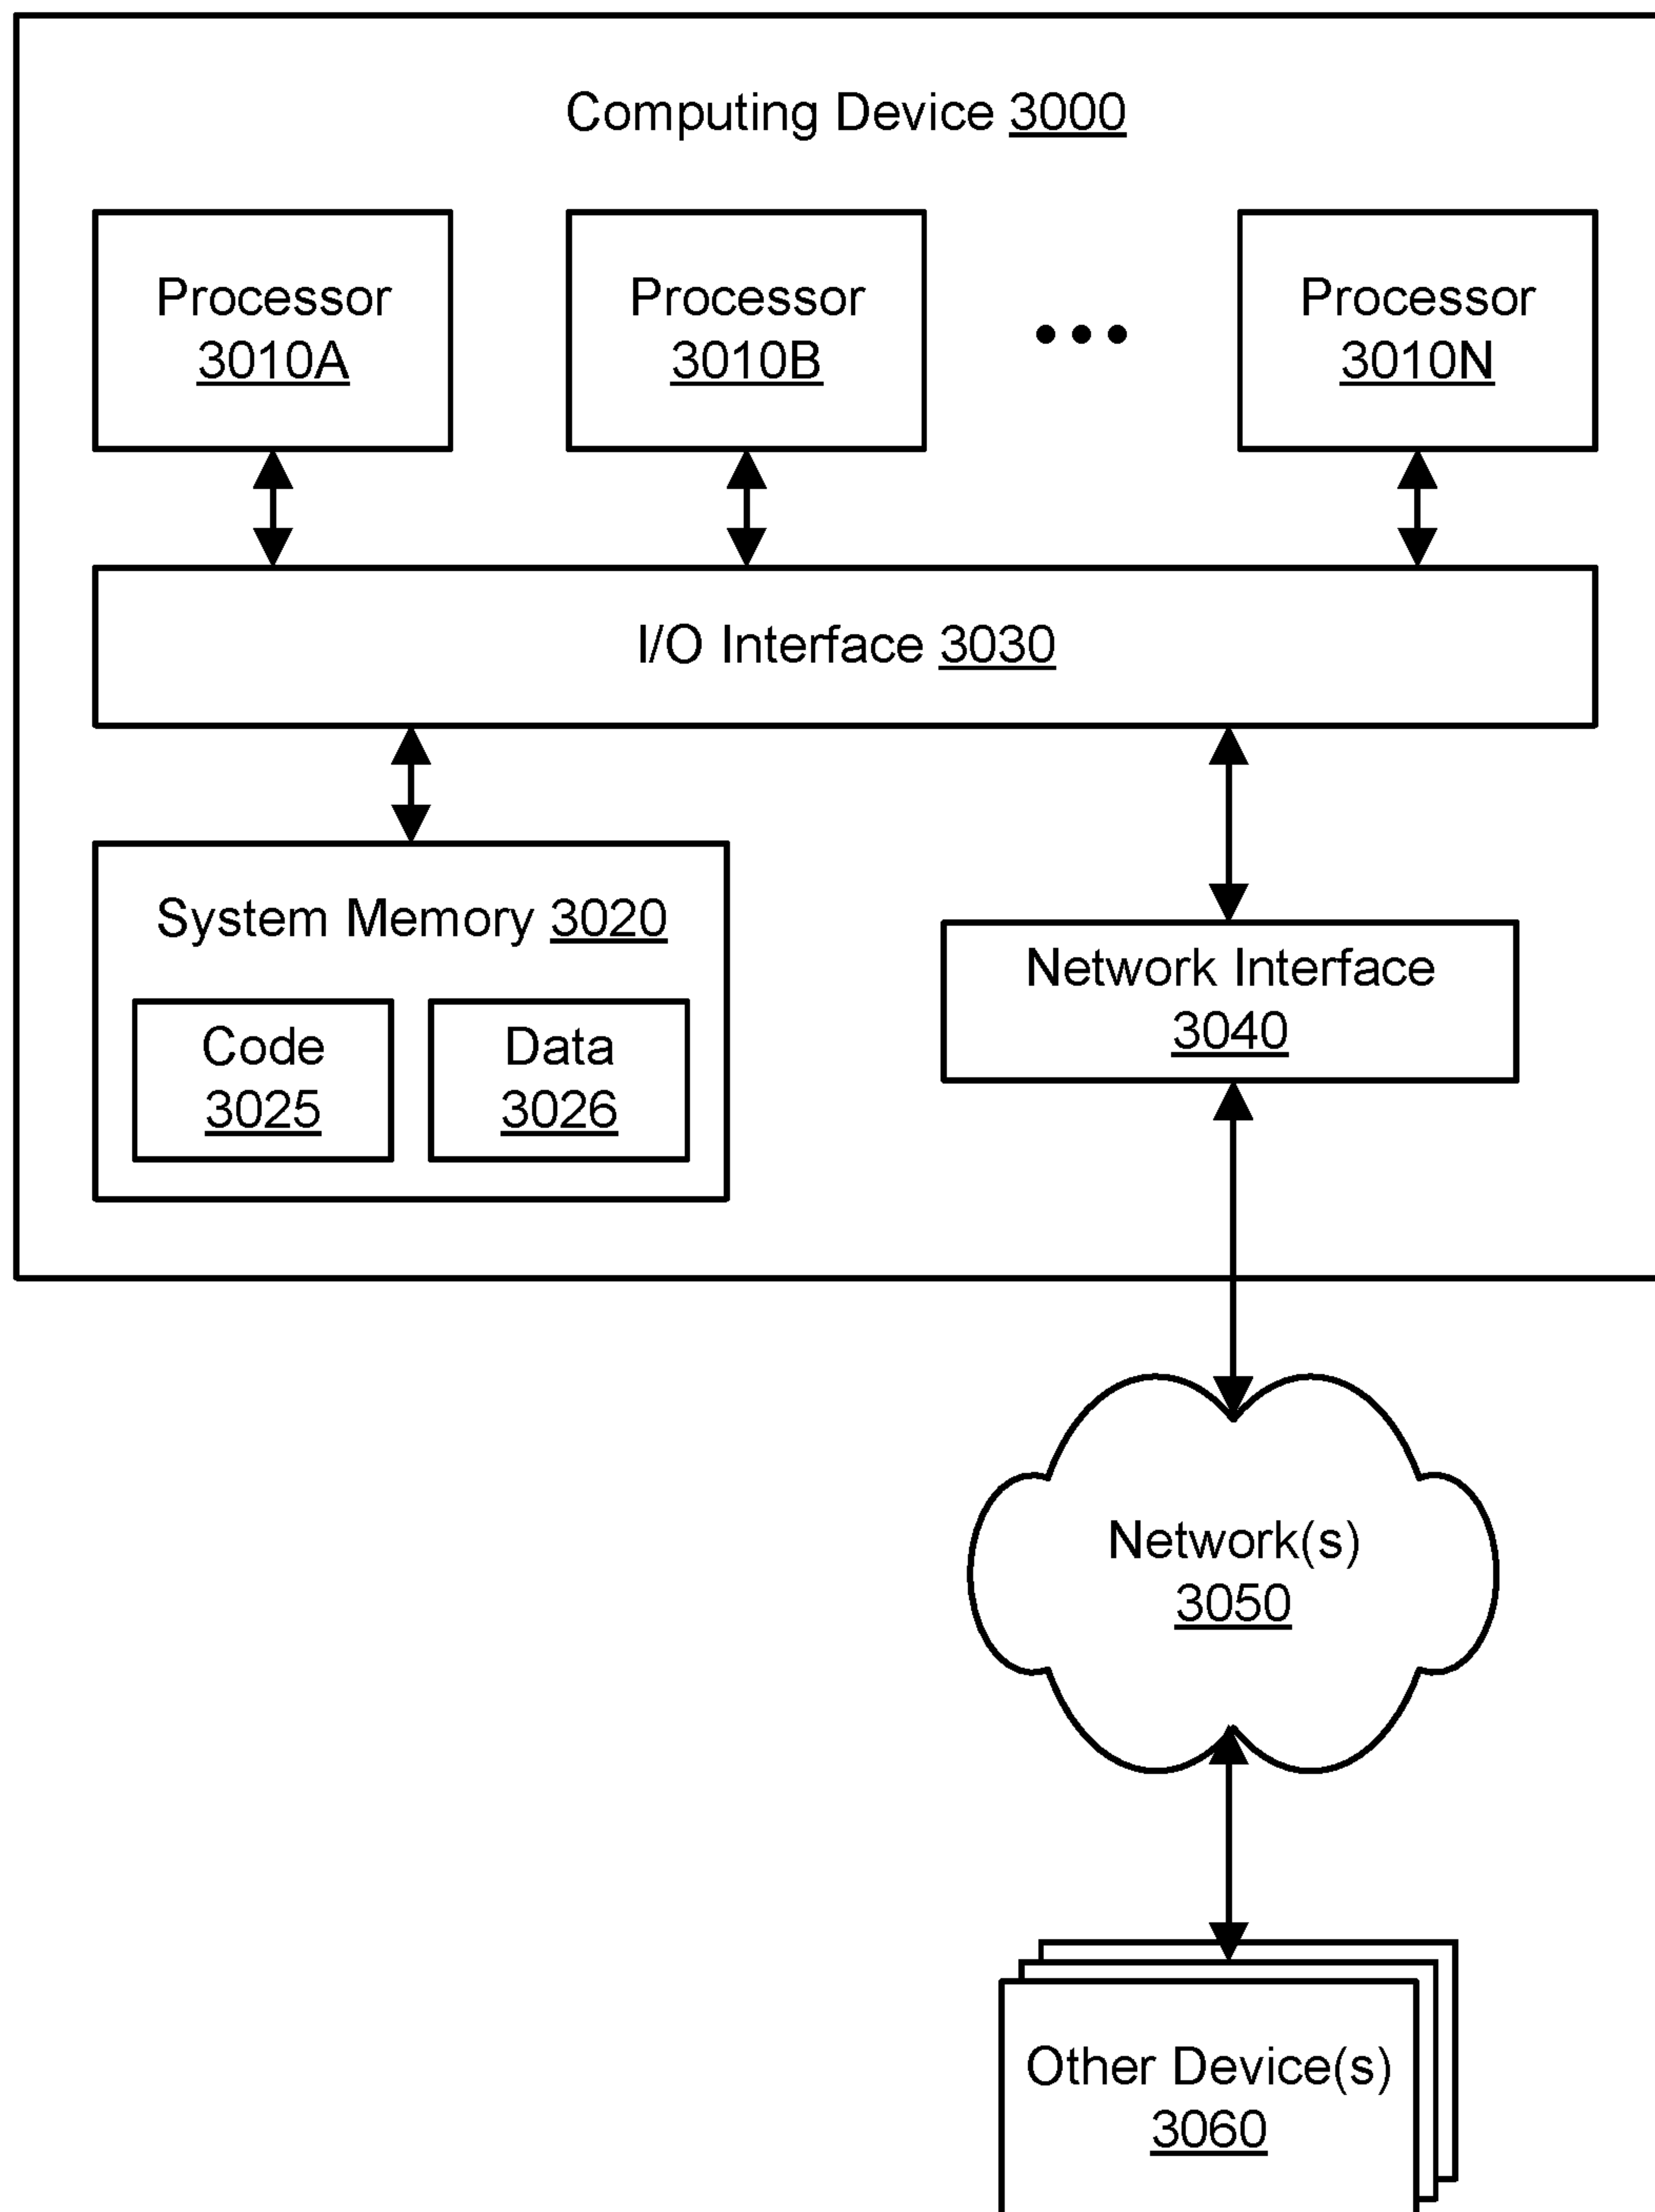 Computing Device 3000
Processor
3010A
Processor
3010B
Processor
3010N
I/O Interface 3030
System Memory 3020
Code
3025
Data
3026
Network Interface
3040
Network(s)
3050
Other Device(s)
3060